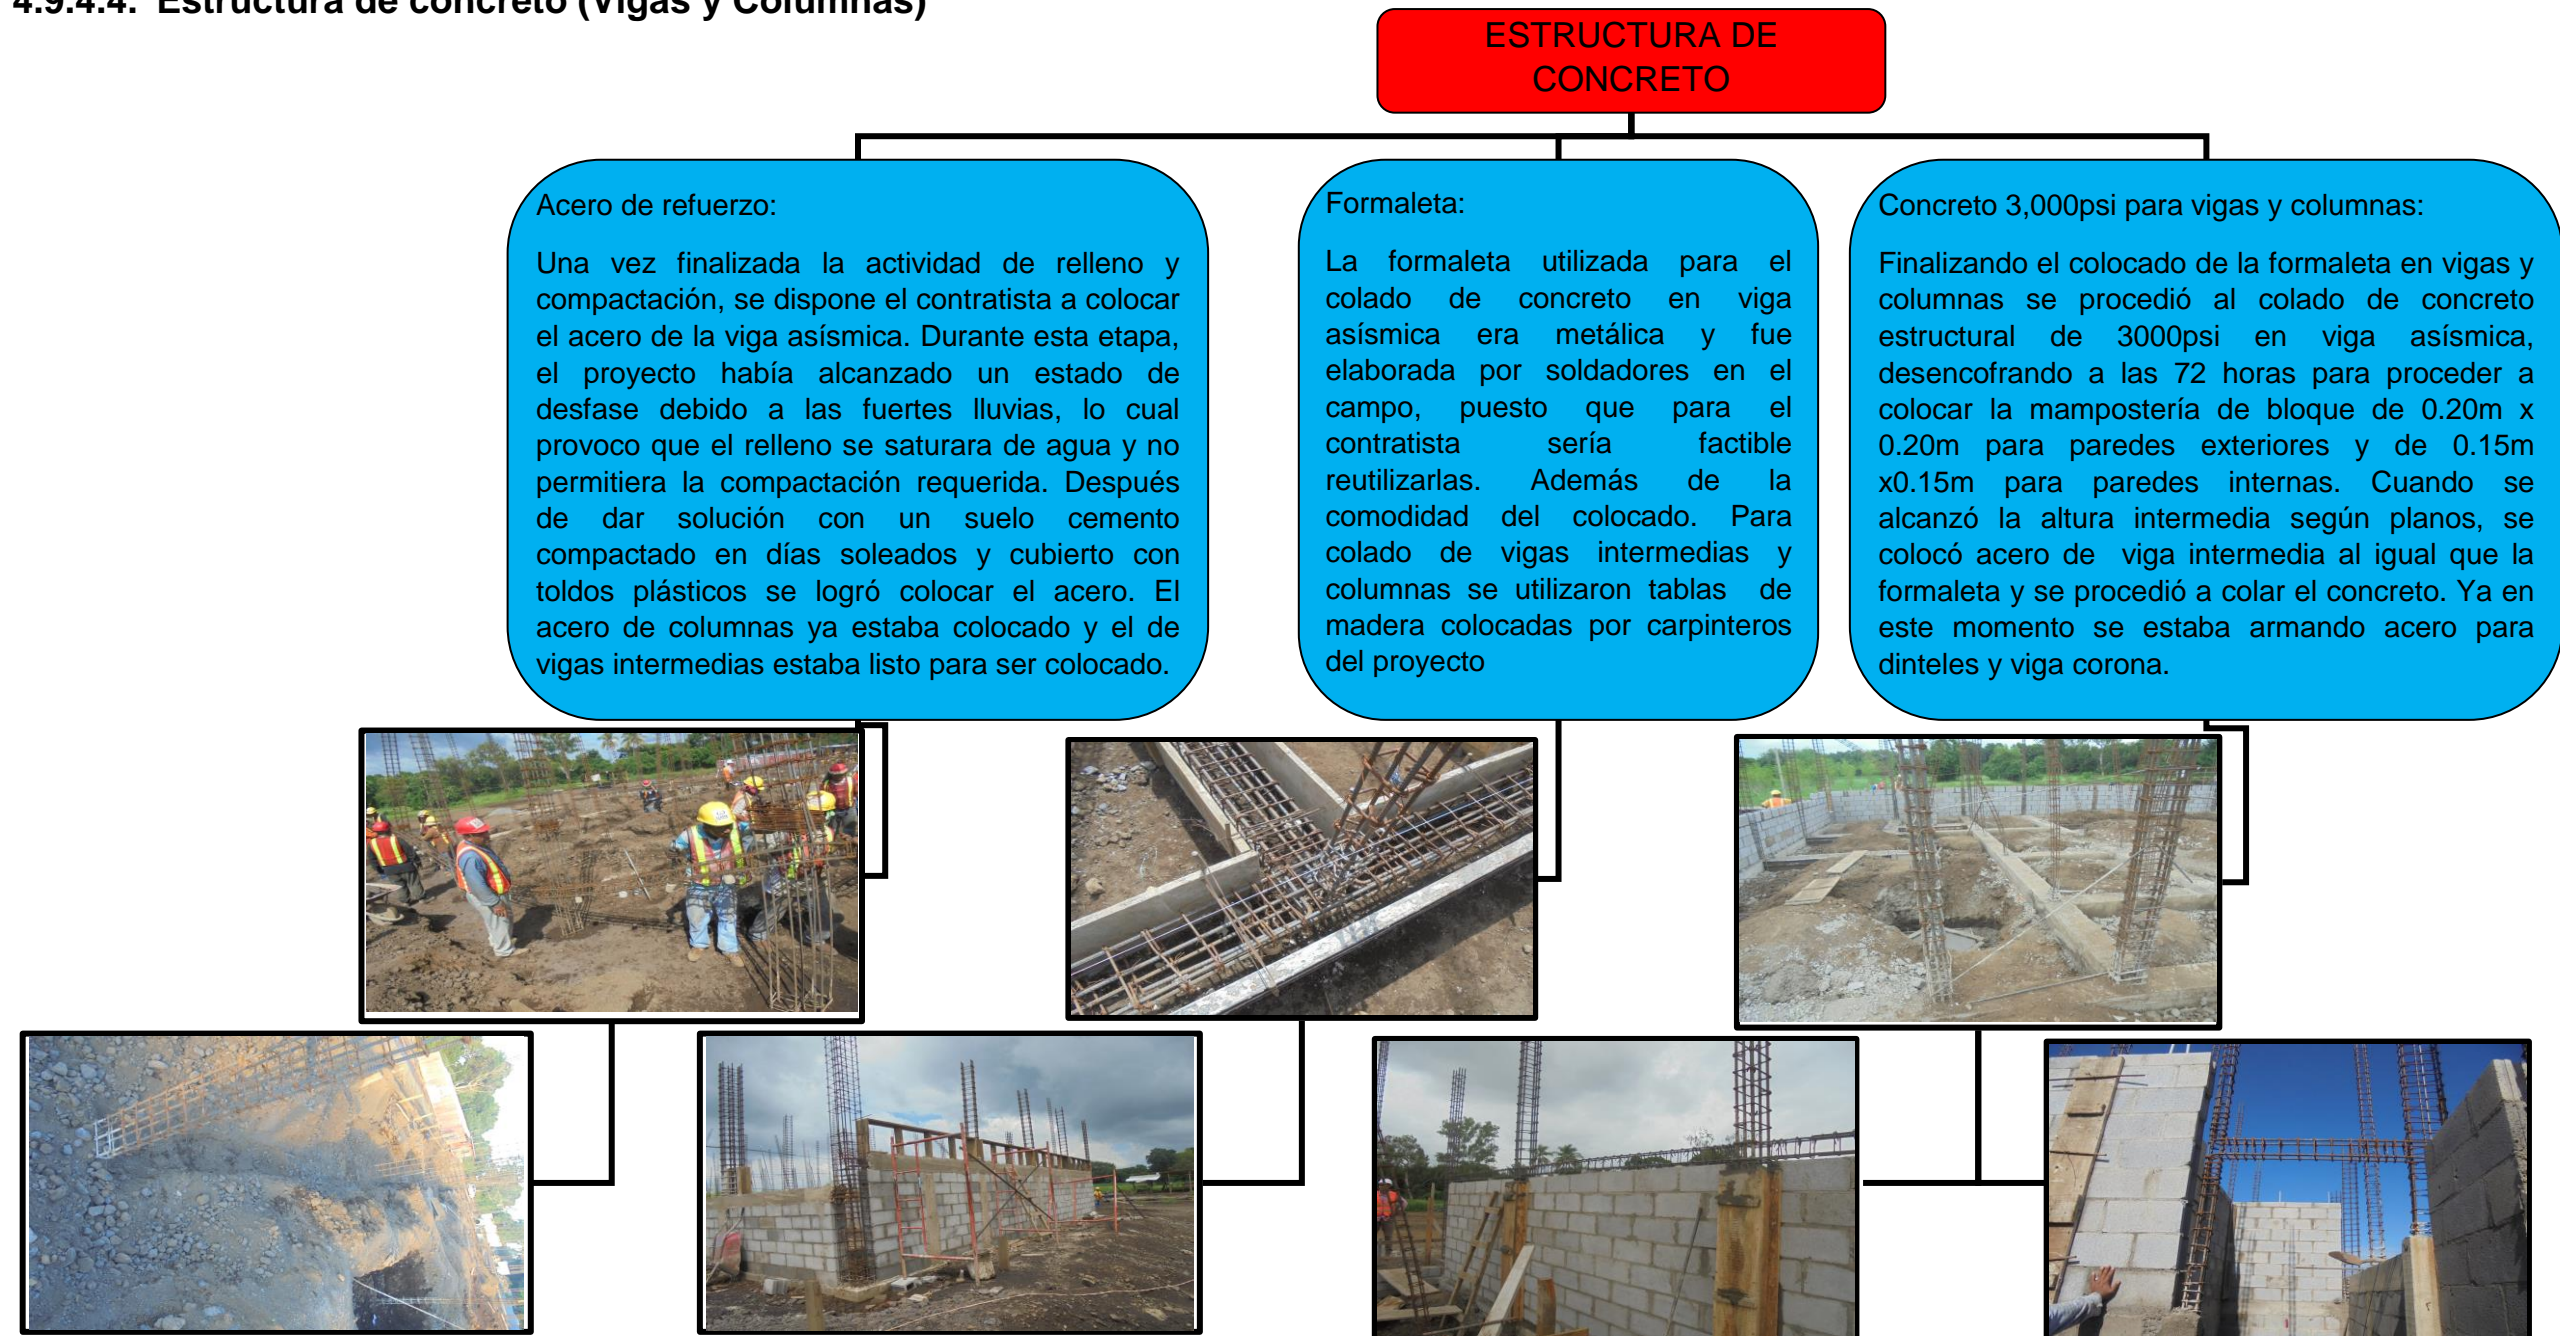 4.9.4.4. Estructura de concreto (Vigas y Columnas)
ESTRUCTURA DE
CONCRETO
Acero de refuerzo:
Una vez finalizada la actividad de relleno y
compactación, se dispone el contratista a colocar
el acero de la viga asísmica. Durante esta etapa,
el proyecto había alcanzado un estado de
desfase debido a las fuertes lluvias, lo cual
provoco que el relleno se saturara de agua y no
permitiera la compactación requerida. Después
de dar solución con un suelo cemento
compactado en días soleados y cubierto con
toldos plásticos se logró colocar el acero. El
acero de columnas ya estaba colocado y el de
vigas intermedias estaba listo para ser colocado.
Formaleta:
La formaleta utilizada para el
colado de concreto en viga
asísmica era metálica y fue
elaborada por soldadores en el
campo, puesto que para el
contratista sería factible
reutilizarlas. Además de la
comodidad del colocado. Para
colado de vigas intermedias y
columnas se utilizaron tablas de
madera colocadas por carpinteros
del proyecto
Concreto 3,000psi para vigas y columnas:
Finalizando el colocado de la formaleta en vigas y
columnas se procedió al colado de concreto
estructural de 3000psi en viga asísmica,
desencofrando a las 72 horas para proceder a
colocar la mampostería de bloque de 0.20m x
0.20m para paredes exteriores y de 0.15m
x0.15m para paredes internas. Cuando se
alcanzó la altura intermedia según planos, se
colocó acero de viga intermedia al igual que la
formaleta y se procedió a colar el concreto. Ya en
este momento se estaba armando acero para
dinteles y viga corona.